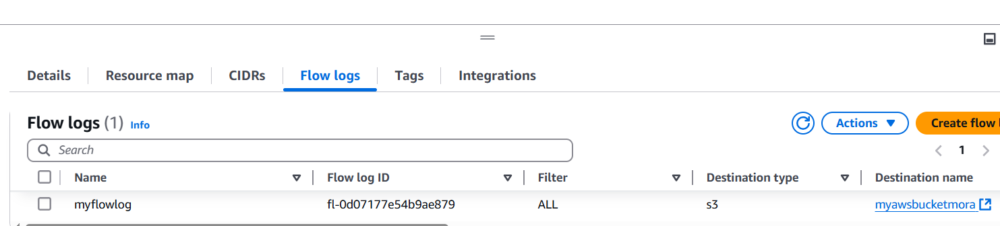 Details Resource map CIDRs Flow logs Tags Integrations
Flow logs (1) Info Actions Create flow
Search 1
Name Flow log ID Filter Destination type Destination name
myflowlog fl-0d07177e54b9ae879 ALL s3 myawsbucketmora